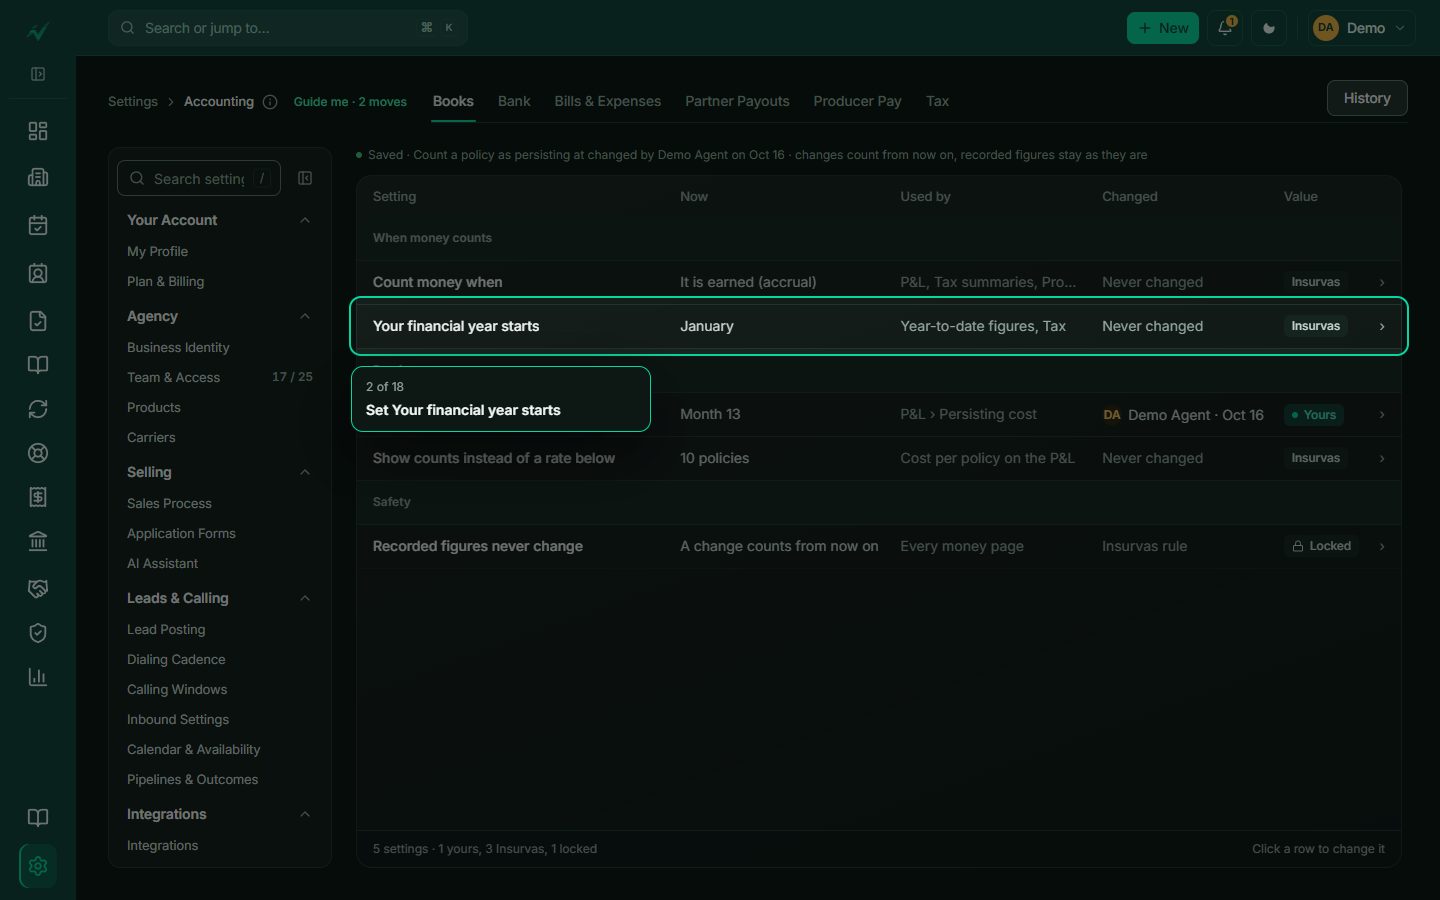 Search or jump to...
⌘ K
New
1
DA
Demo
Settings
Accounting
Guide me · 2 moves
Books
Bank
Bills & Expenses
Partner Payouts
Producer Pay
Tax
History
Search setting
/
Saved · Count a policy as persisting at changed by Demo Agent on Oct 16 · changes count from now on, recorded figures stay as they are
Your Account
My Profile
Plan & Billing
Agency
Business Identity
Team & Access 17 / 25
Products
Carriers
Selling
Sales Process
Application Forms
AI Assistant
Leads & Calling
Lead Posting
Dialing Cadence
Calling Windows
Inbound Settings
Calendar & Availability
Pipelines & Outcomes
Integrations
Integrations
Setting Now Used by Changed Value
When money counts
Count money when It is earned (accrual) P&L, Tax summaries, Pro... Never changed Insurvas
Your financial year starts January Year-to-date figures, Tax Never changed Insurvas
2 of 18
Set Your financial year starts
Month 13 P&L › Persisting cost DA Demo Agent · Oct 16 Yours
Show counts instead of a rate below 10 policies Cost per policy on the P&L Never changed Insurvas
Safety
Recorded figures never change A change counts from now on Every money page Insurvas rule Locked
5 settings · 1 yours, 3 Insurvas, 1 locked
Click a row to change it